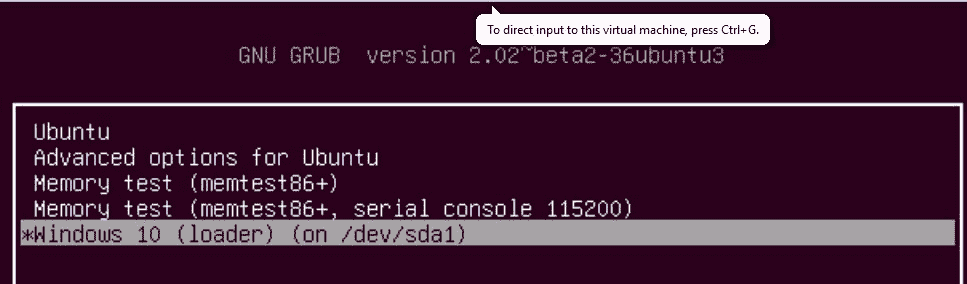 To direct input to this virtual machine, press Ctrl+G.
GNU GRUB  version 2.02~beta2-36ubuntu3
Ubuntu
Advanced options for Ubuntu
Memory test (memtest86+)
Memory test (memtest86+, serial console 115200)
*Windows 10 (loader) (on /dev/sda1)